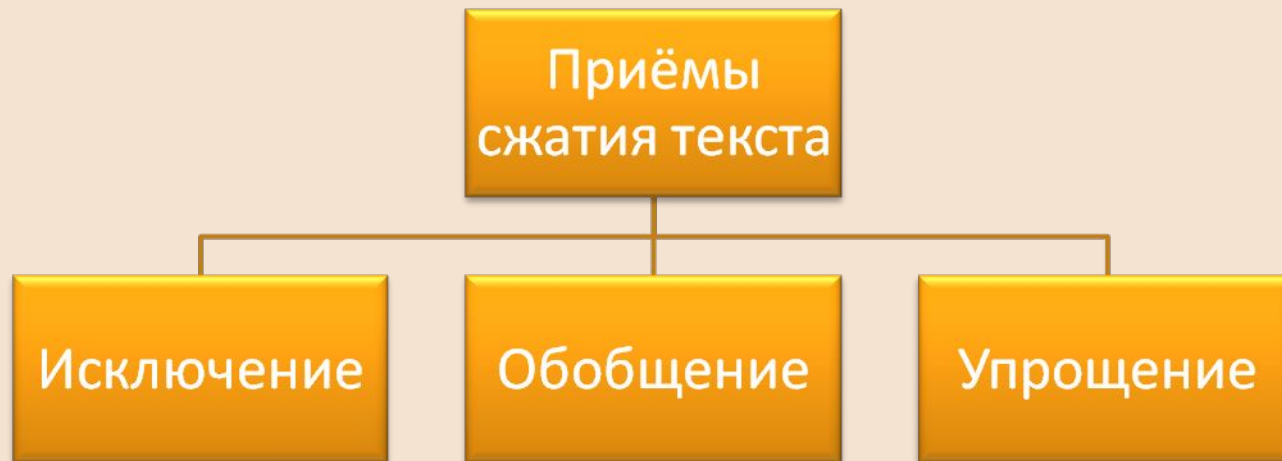 Приёмы
сжатия текста
Исключение
Обобщение
Упрощение